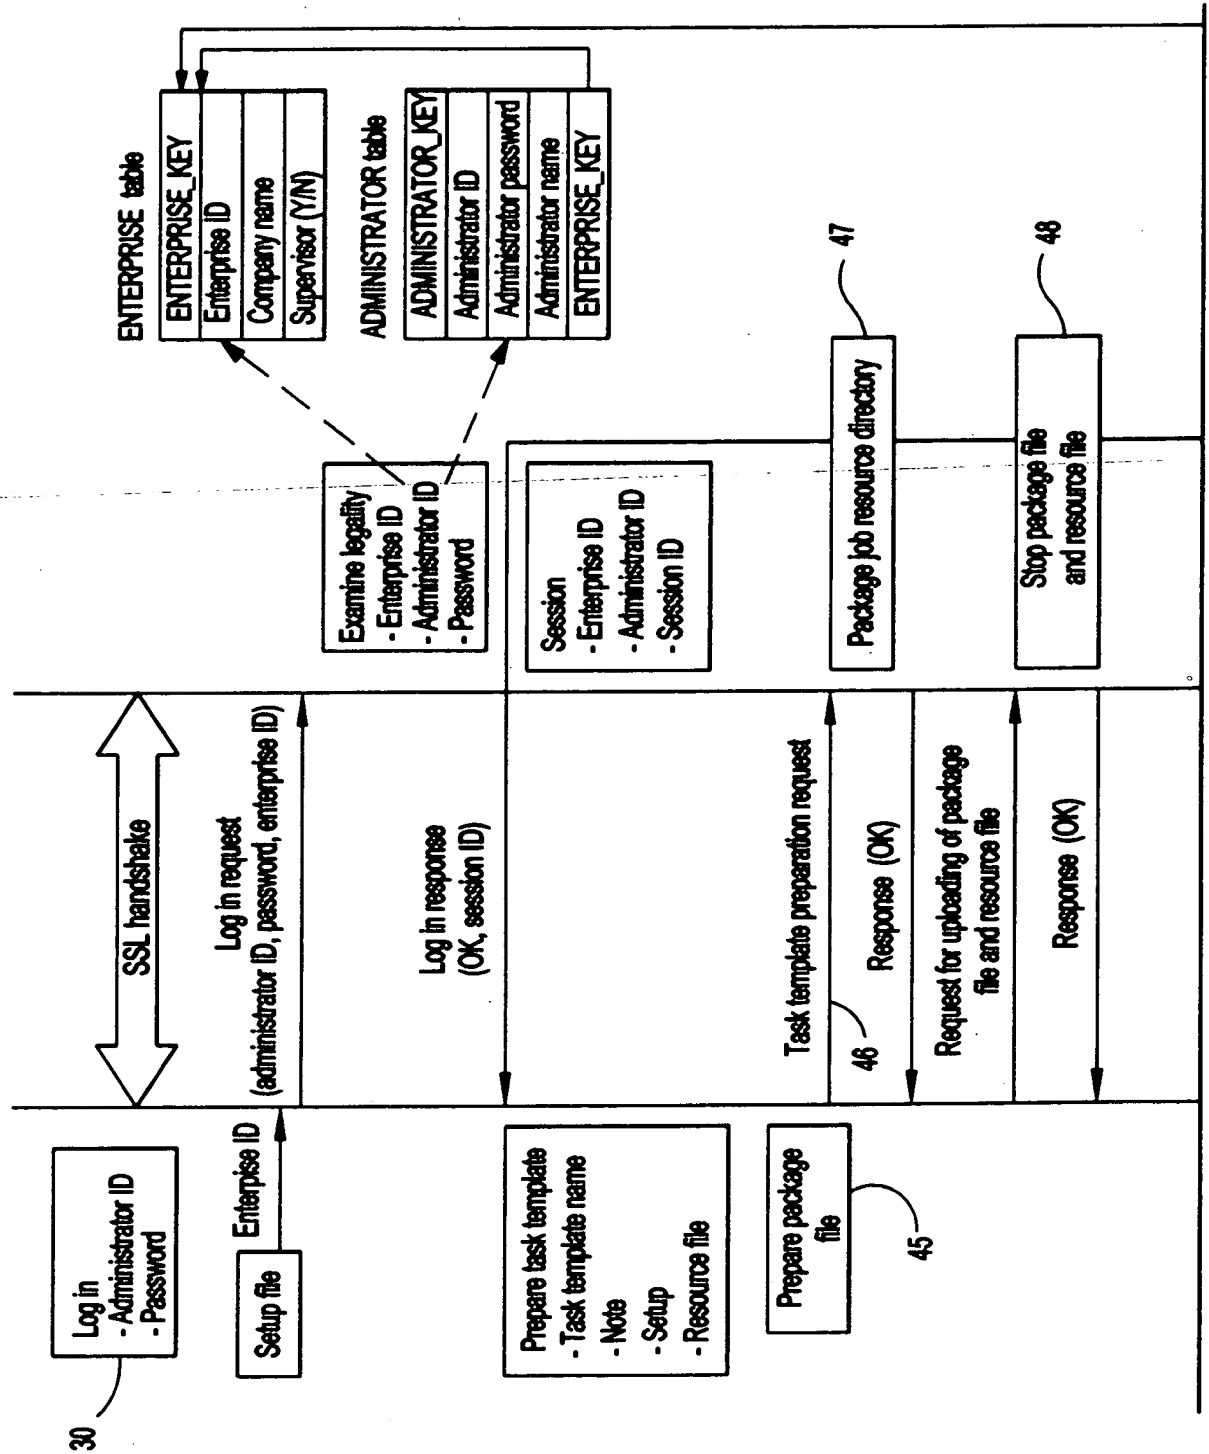 30
Log in
- Administrator ID
- Password
Setup file
Enterpise ID
SSL handshake
Log in request
(administrator ID, password, enterprise ID)
Examine legality
- Enterprise ID
- Administrator ID
- Password
ENTERPRISE table
ENTERPRISE_KEY
Enterprise ID
Company name
Supervisor (Y/N)
ADMINISTRATOR table
ADMINISTRATOR_KEY
Administrator ID
Administrator password
Administrator name
ENTERPRISE_KEY
Log in response
(OK, session ID)
Session
- Enterprise ID
- Administrator ID
- Session ID
Prepare task template
- Task template name
- Note
- Setup
- Resource file
Prepare package
file
45
Task template preparation request
46
Package job resource directory
47
Response (OK)
Request for uploading of package
file and resource file
Stop package file
and resource file
48
Response (OK)